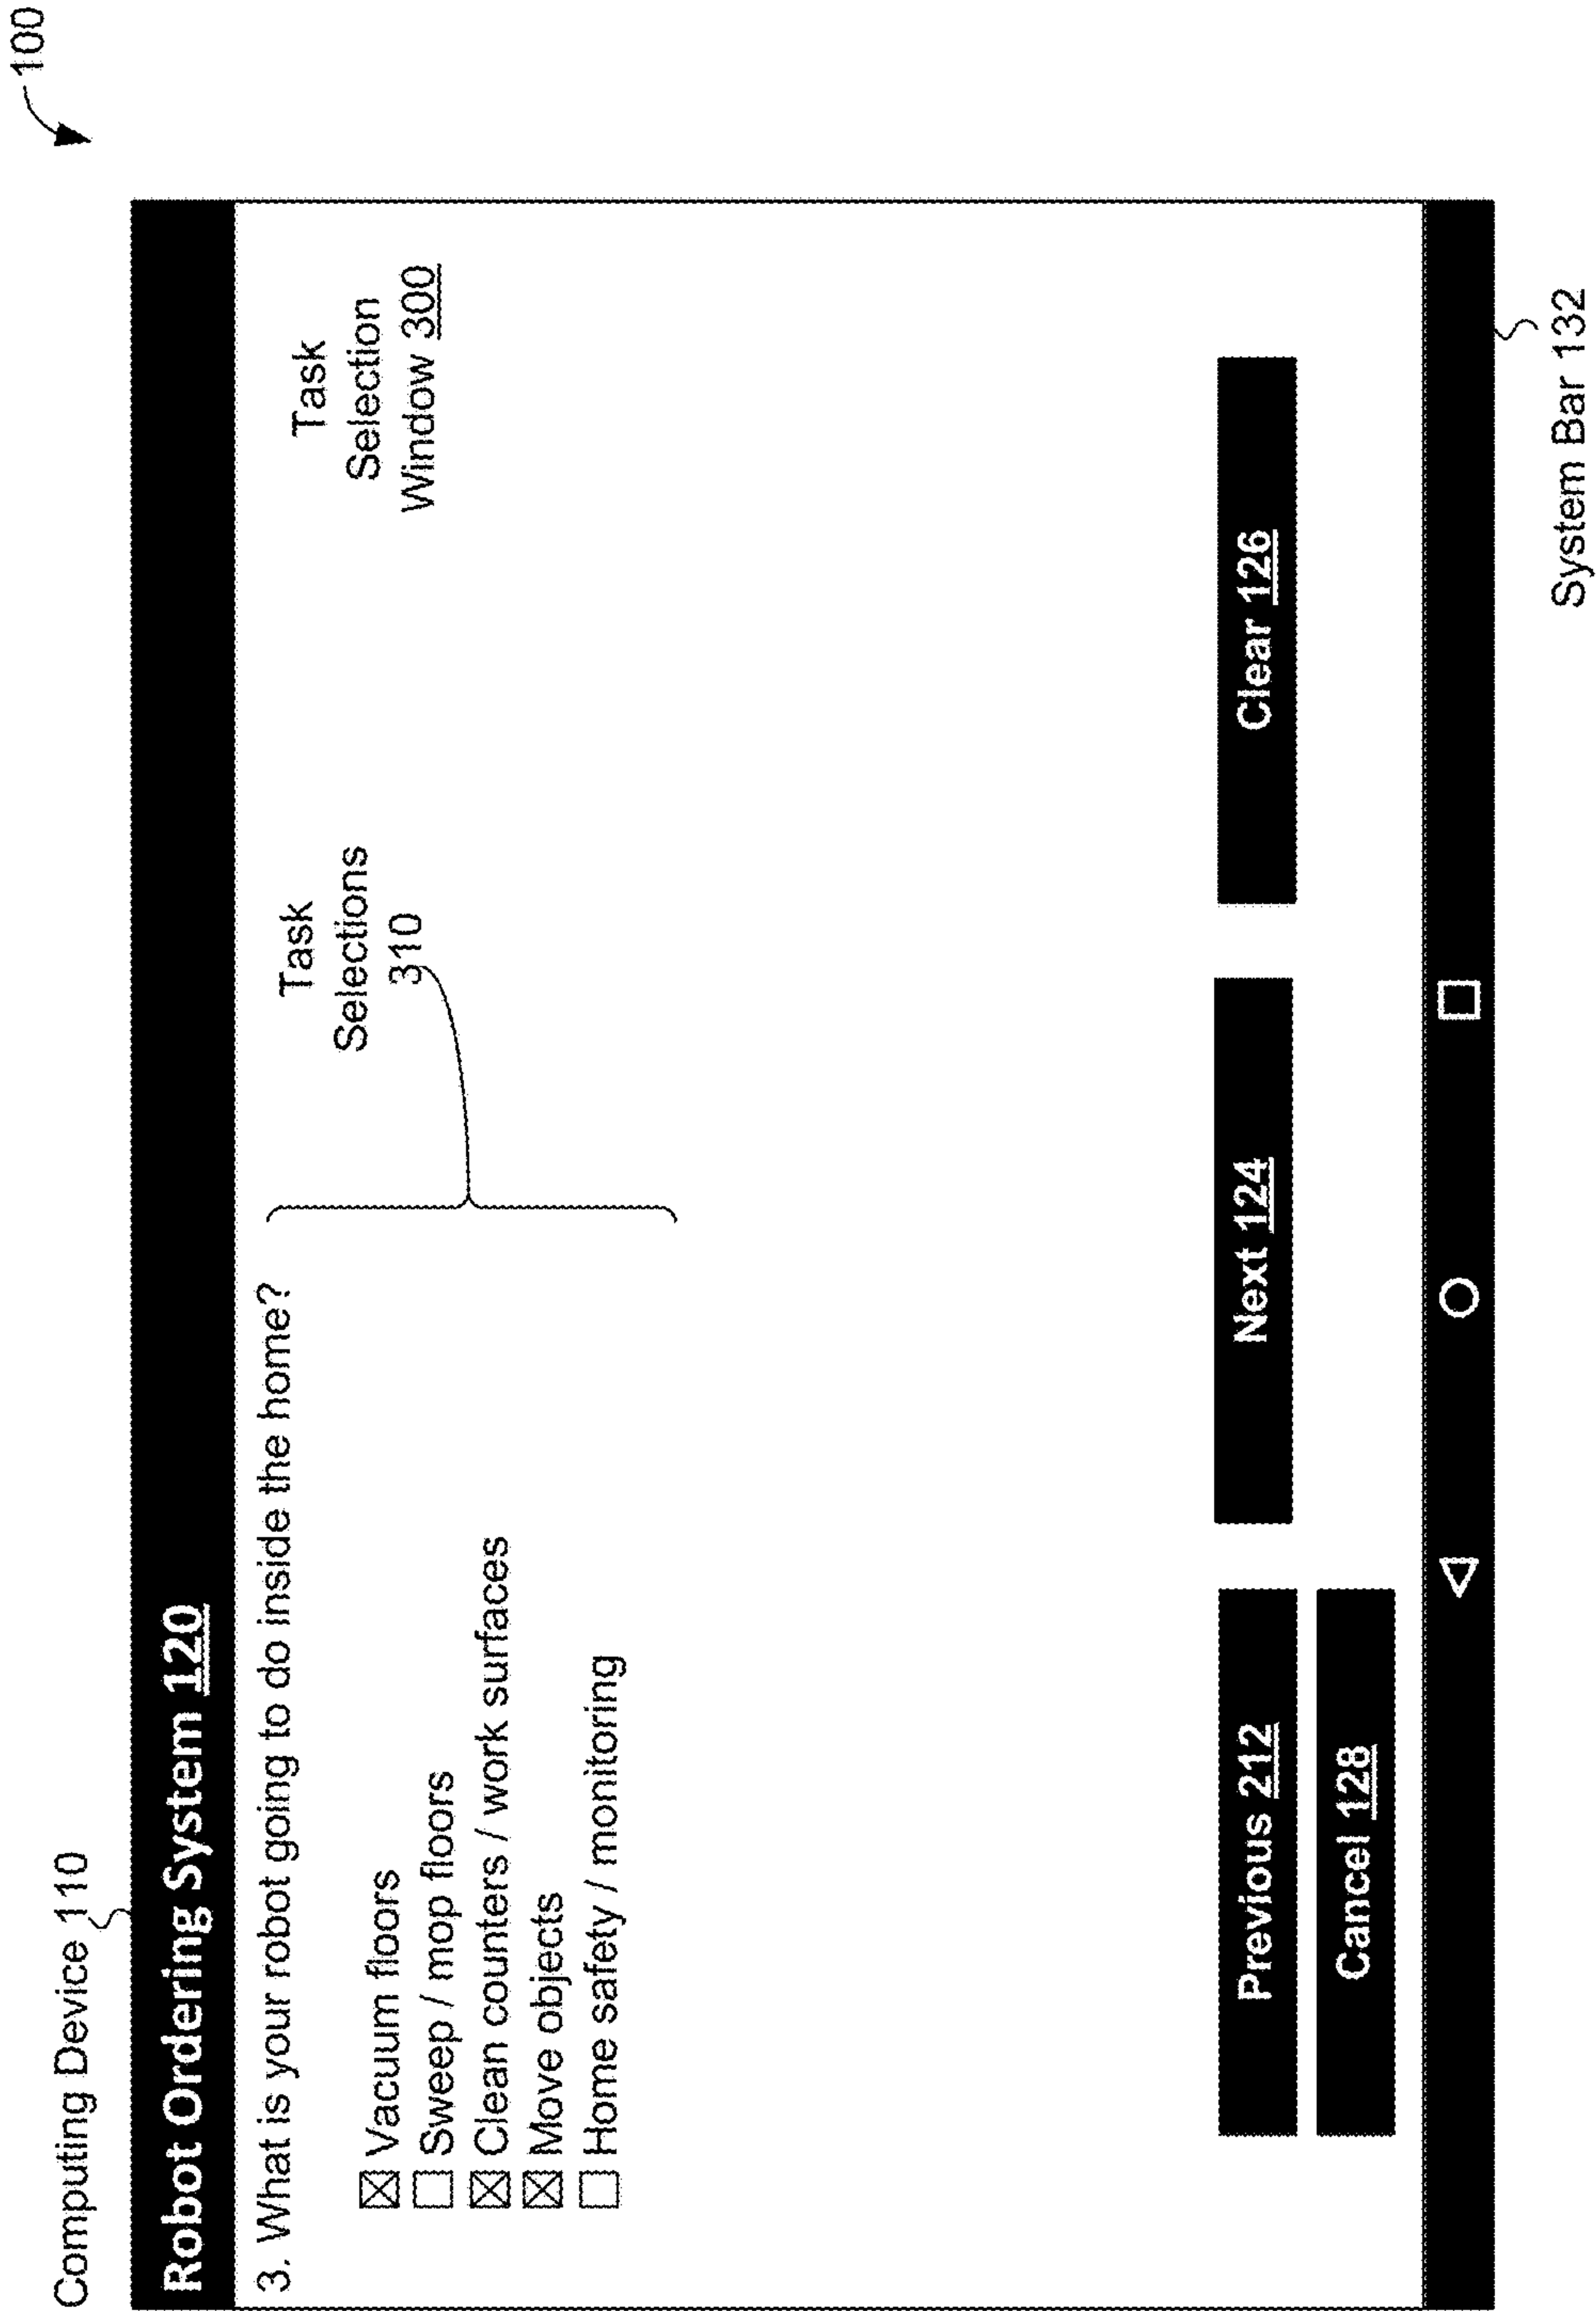 100
Computing Device 110
Robot Ordering System 120
3. What is your robot going to do inside the home?
Task
Selections
310
Task
Selection
Window 300
☒ Vacuum floors
☐ Sweep / mop floors
☒ Clean counters / work surfaces
☒ Move objects
☐ Home safety / monitoring
Previous 212
Next 124
Clear 126
Cancel 128
System Bar 132